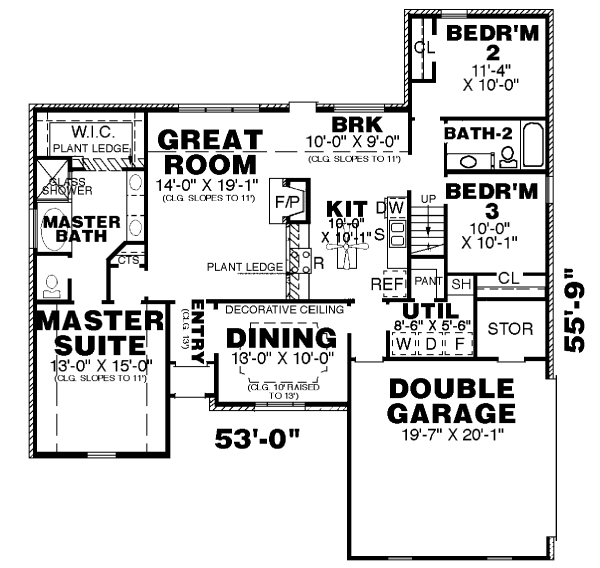 BEDR'M
2
11'-4"
X 10'-0"
CL
W.I.C.
PLANT LEDGE
GREAT
ROOM
14'-0" X 19'-1"
(CLG. SLOPES TO 11')
BRK
10'-0" X 9'-0"
(CLG. SLOPES TO 11')
BATH-2
GLASS
SHOWER
MASTER
BATH
F/P
KIT
10'-0"
X 10'-1"
D
W
S
UP
BEDR'M
3
10'-0"
X 10'-1"
CTS
PLANT LEDGE
R
REF
PANT
SH
CL
MASTER
SUITE
13'-0" X 15'-0"
(CLG. SLOPES TO 11')
ENTRY
(CLG. 13')
DECORATIVE CEILING
DINING
13'-0" X 10'-0"
(CLG. 10' RAISED
TO 13')
UTIL
8'-6" X 5'-6"
W D F
STOR
55'-9"
DOUBLE
GARAGE
19'-7" X 20'-1"
53'-0"